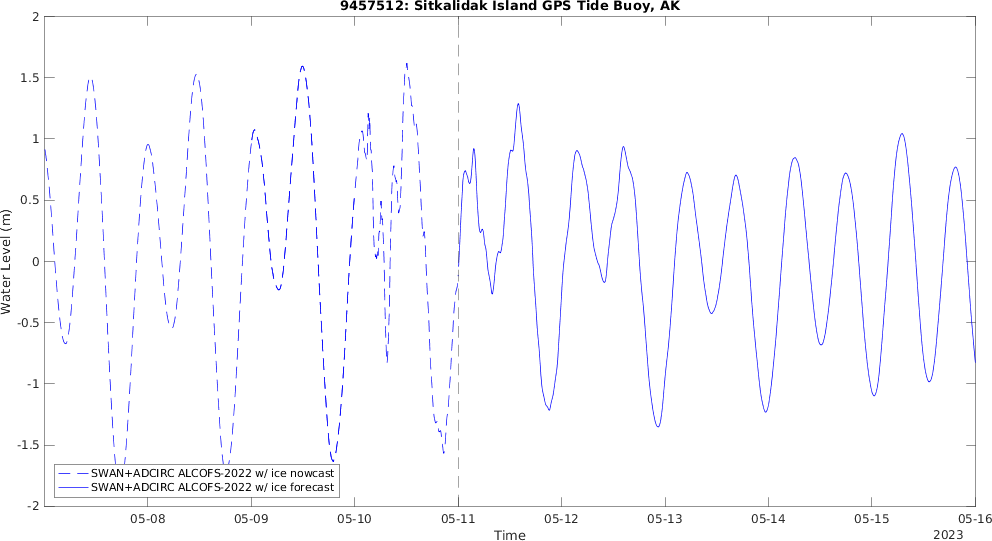 9457512: Sitkalidak Island GPS Tide Buoy, AK
Water Level (m)
2
1.5
1
0.5
0
-0.5
-1
-1.5
-2
SWAN+ADCIRC ALCOFS-2022 w/ ice nowcast
SWAN+ADCIRC ALCOFS-2022 w/ ice forecast
05-08 05-09 05-10 05-11 05-12 05-13 05-14 05-15 05-16
Time
2023